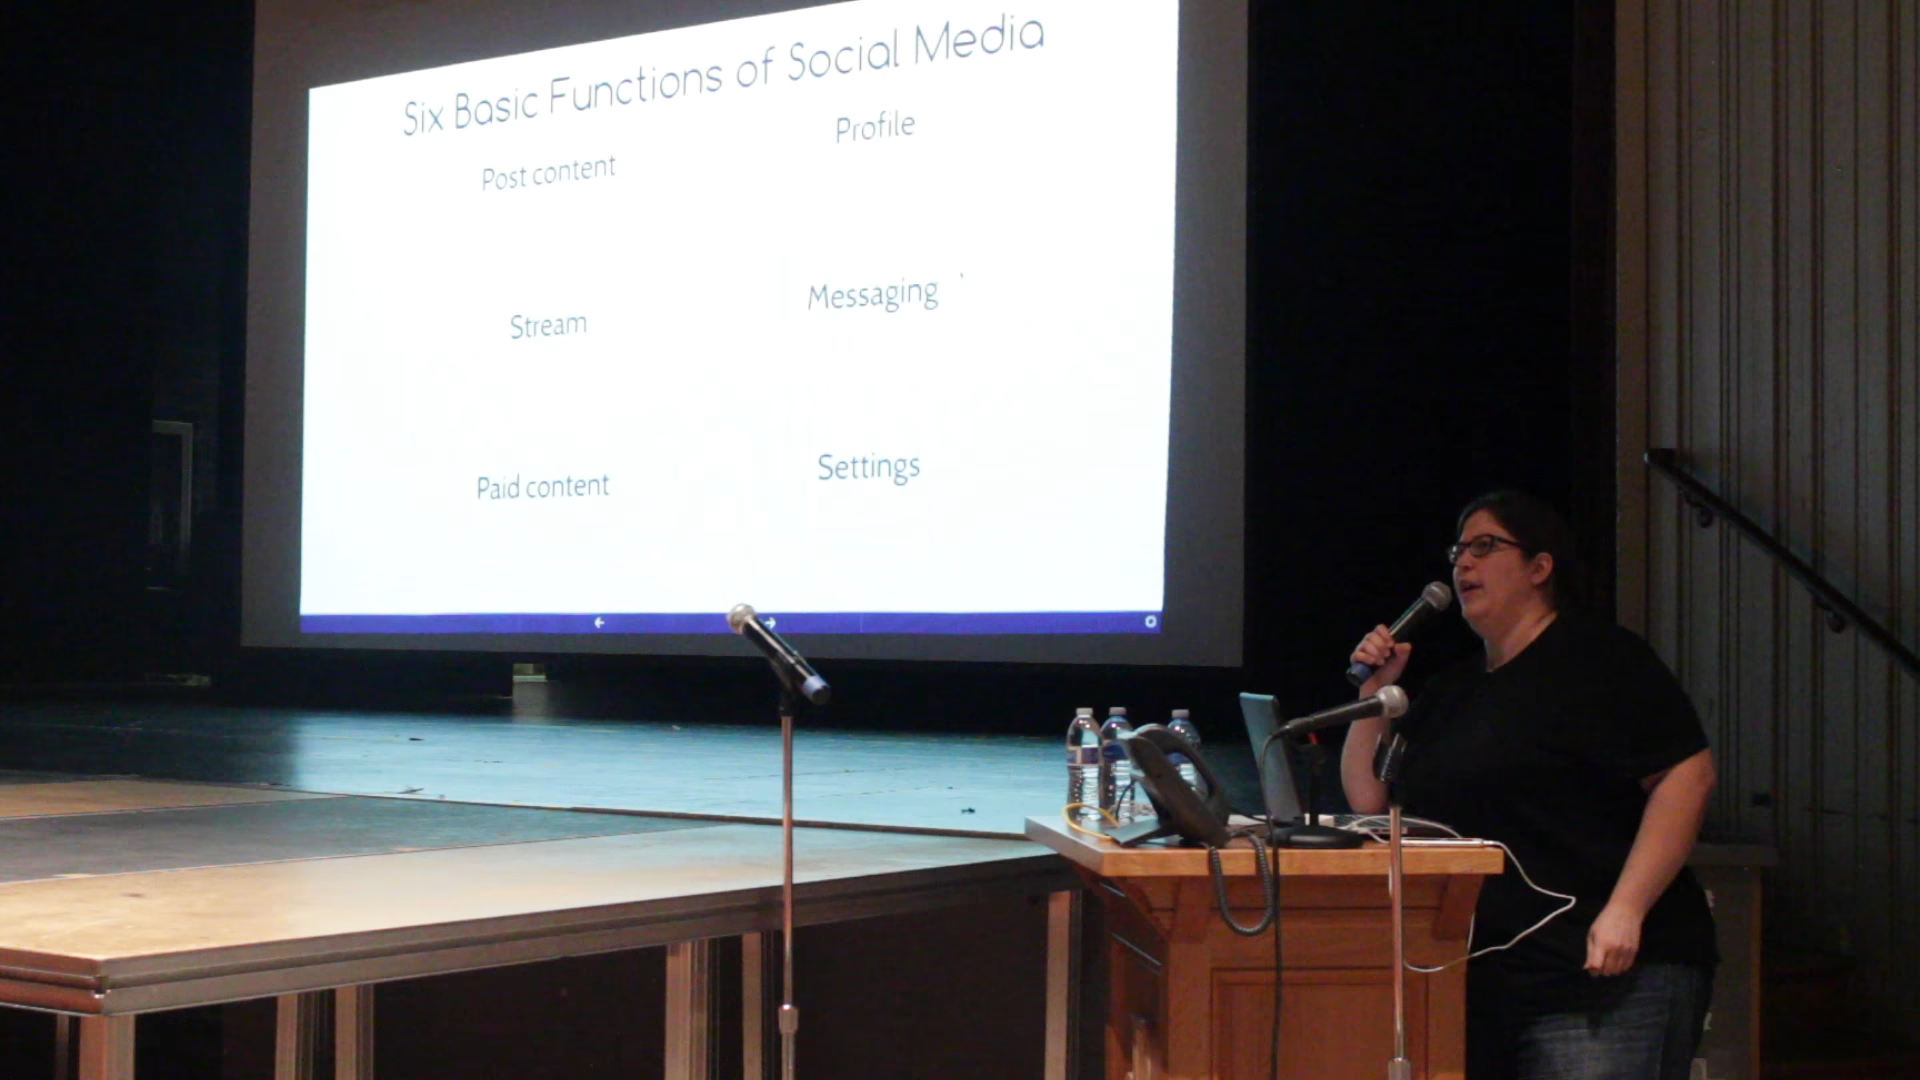 Six Basic Functions of Social Media
Post content
Profile
Stream
Messaging
Paid content
Settings